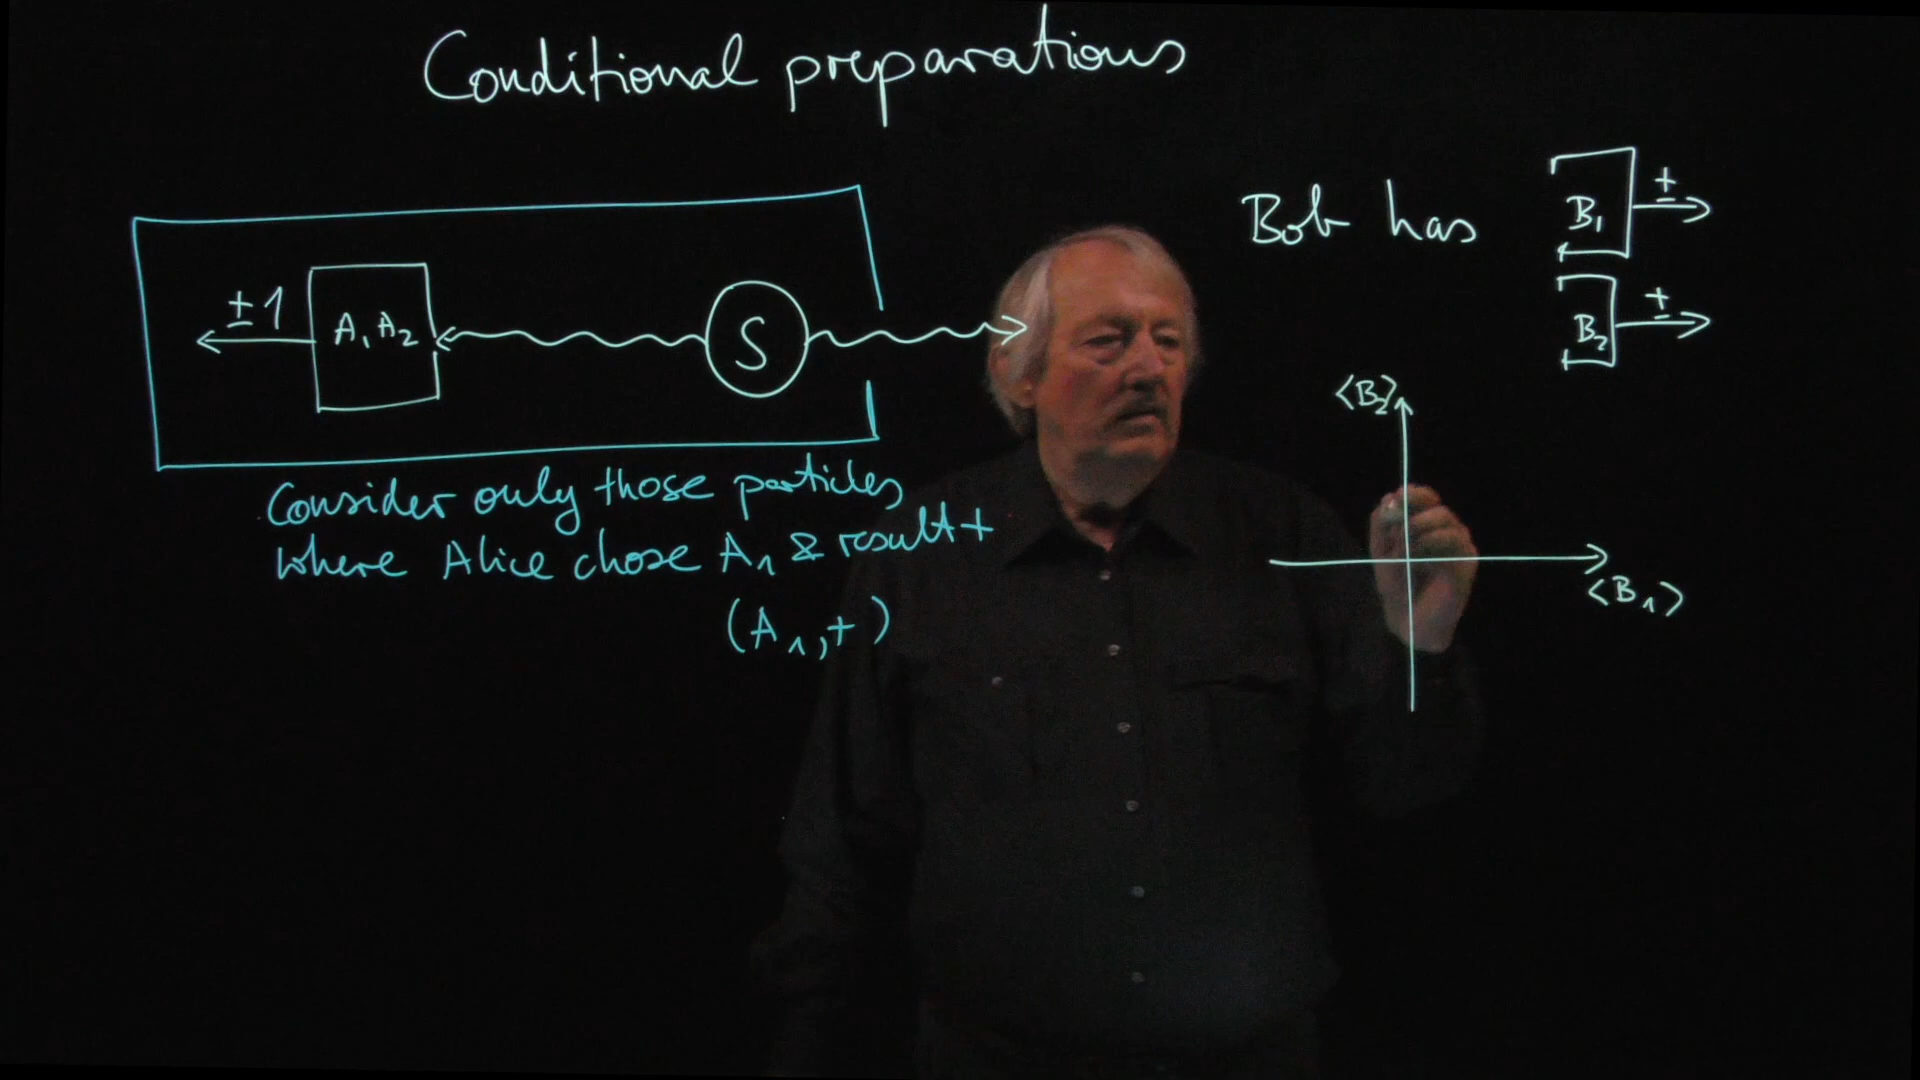 Conditional preparations
Bob has
B₁ ±
B₂ ±
±1
A₁ A₂
S
Consider only those particles
where Alice chose A₁ & result +
(A₁,+)
⟨B₂⟩
⟨B₁⟩